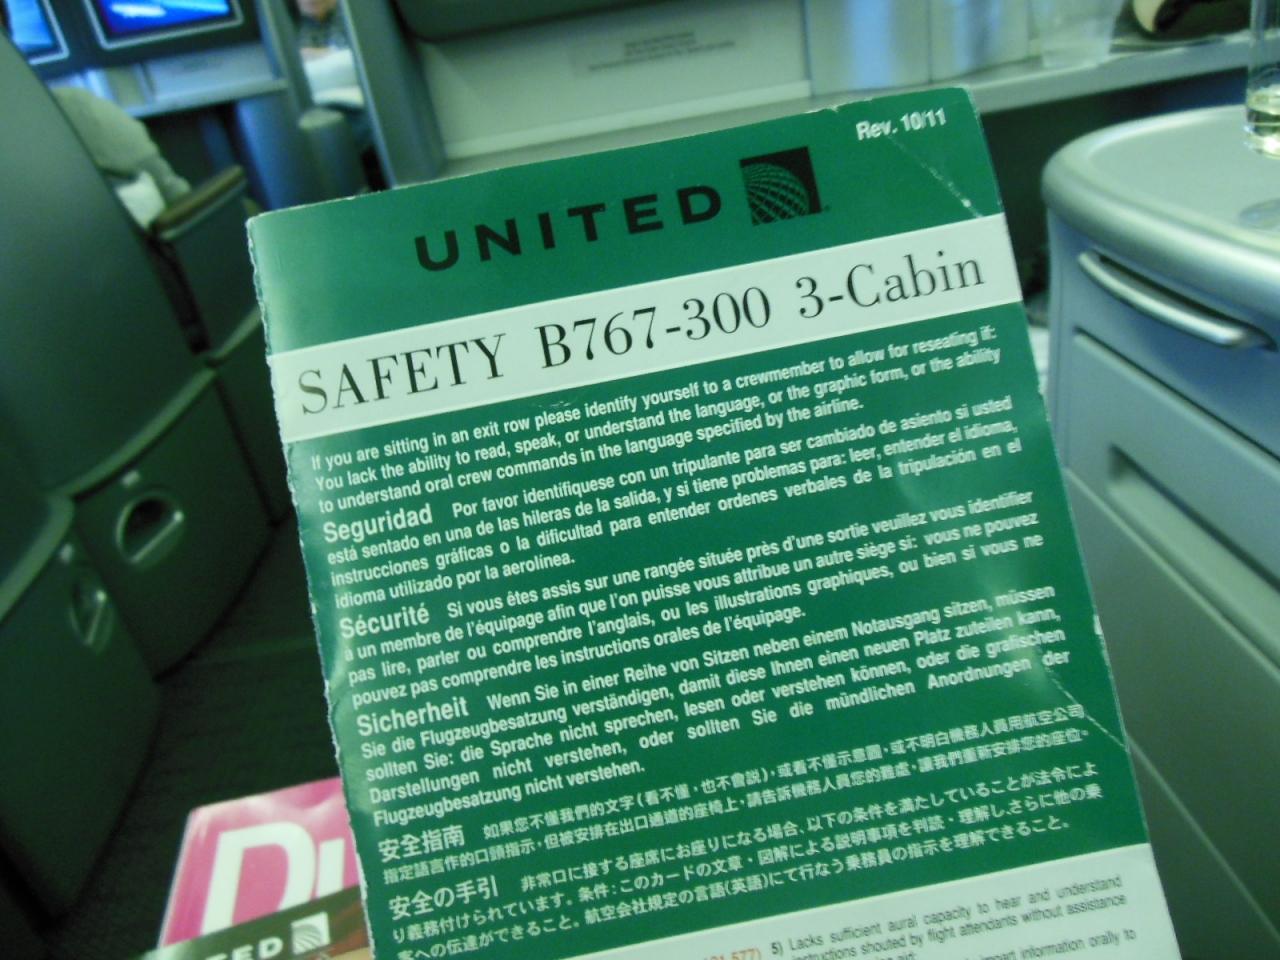 Rev. 10/11
UNITED
SAFETY B767-300 3-Cabin
If you are sitting in an exit row please identify yourself to a crewmember to allow for reseating if:
You lack the ability to read, speak, or understand the language, or the graphic form, or the ability
to understand oral crew commands in the language specified by the airline.
Seguridad Por favor identifíquese con un tripulante para ser cambiado de asiento si usted
está sentado en una de las hileras de la salida, y si tiene problemas para: leer, entender el idioma,
instrucciones gráficas o la dificultad para entender ordenes verbales de la tripulación en el
idioma utilizado por la aerolínea.
Sécurité Si vous êtes assis sur une rangée située près d'une sortie veuillez vous identifier
à un membre de l'équipage afin que l'on puisse vous attribue un autre siège si: vous ne pouvez
pas lire, parler ou comprendre l'anglais, ou les illustrations graphiques, ou bien si vous ne
pouvez pas comprendre les instructions orales de l'équipage.
Sicherheit Wenn Sie in einer Reihe von Sitzen neben einem Notausgang sitzen, müssen
Sie die Flugzeugbesatzung verständigen, damit diese Ihnen einen neuen Platz zuteilen kann,
sollten Sie: die Sprache nicht sprechen, lesen oder verstehen können, oder die grafischen
Darstellungen nicht verstehen, oder sollten Sie die mündlichen Anordnungen der
Flugzeugbesatzung nicht verstehen.
安全指南 如果您不懂我們的文字(看不懂,也不會說),或看不懂示意圖,或不明白機務人員用航空公司
指定語言作的口頭指示,但被安排在出口通道的座椅上,請告訴機務人員您的難處,讓我們重新安排您的座位。
安全の手引 非常口に接する座席にお座りになる場合、以下の条件を満たしていることが法令によ
り義務付けられています。条件:このカードの文章・図解による説明事項を判読・理解し、さらに他の乗
客への伝達ができること。航空会社規定の言語(英語)にて行なう乗務員の指示を理解できること。
5) Lacks sufficient aural capacity to hear and understand
instructions shouted by flight attendants without assistance
impart information orally to